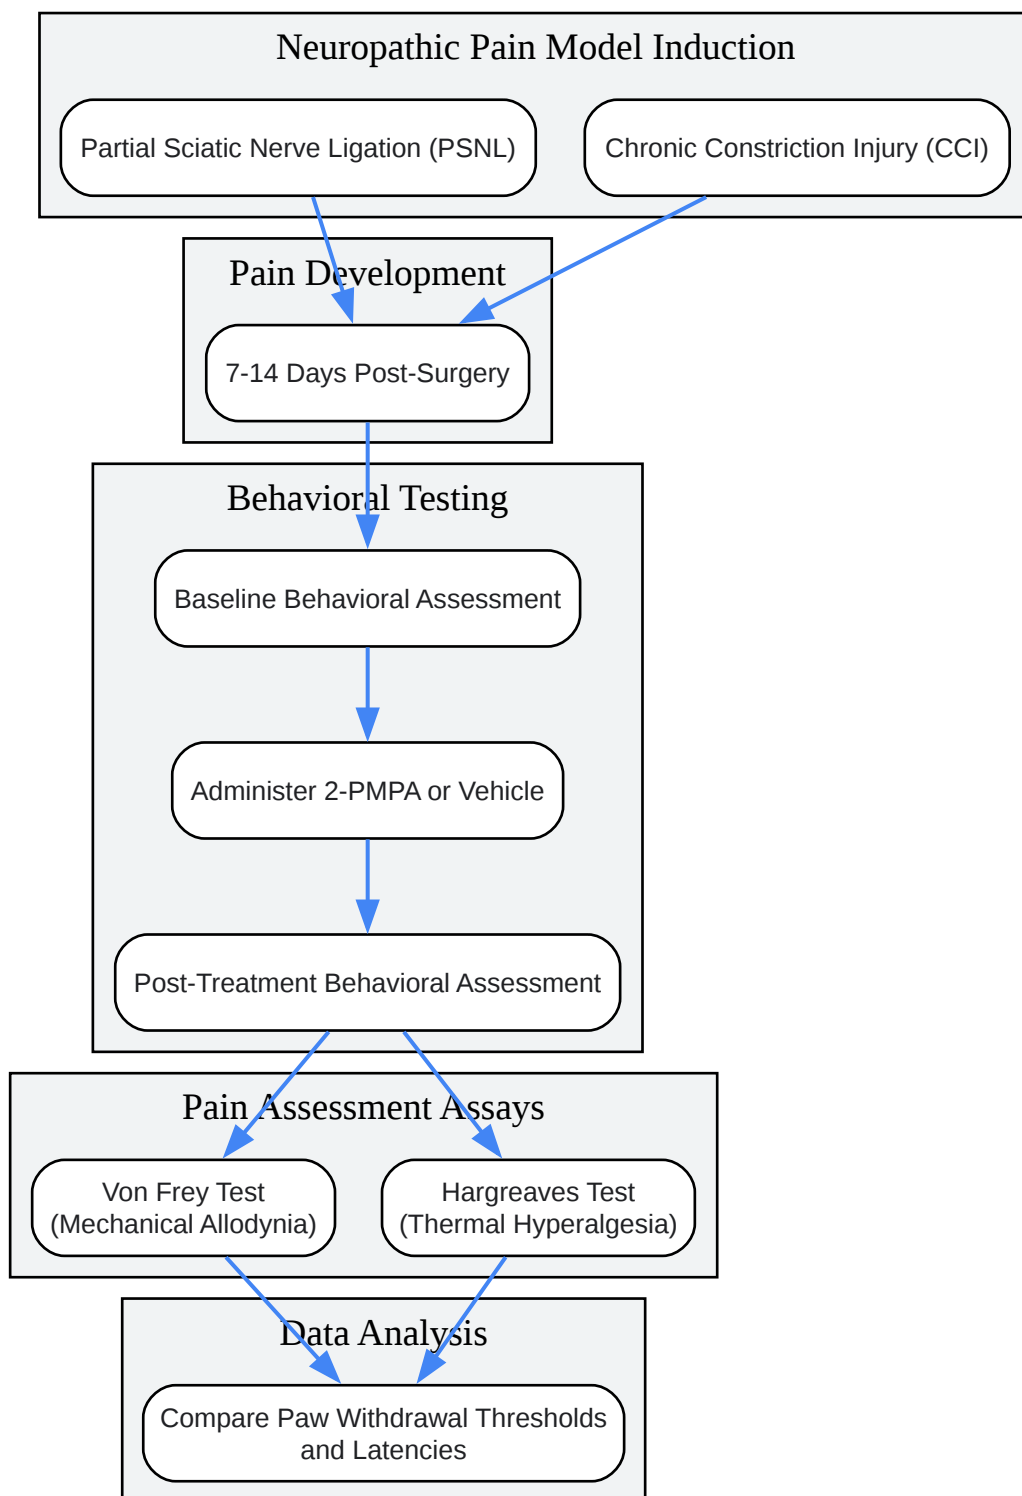 Neuropathic Pain Model Induction
Partial Sciatic Nerve Ligation (PSNL)
Chronic Constriction Injury (CCI)
Pain Development
7-14 Days Post-Surgery
Behavioral Testing
Baseline Behavioral Assessment
Administer 2-PMPA or Vehicle
Post-Treatment Behavioral Assessment
Pain Assessment Assays
Von Frey Test
(Mechanical Allodynia)
Hargreaves Test
(Thermal Hyperalgesia)
Data Analysis
Compare Paw Withdrawal Thresholds
and Latencies